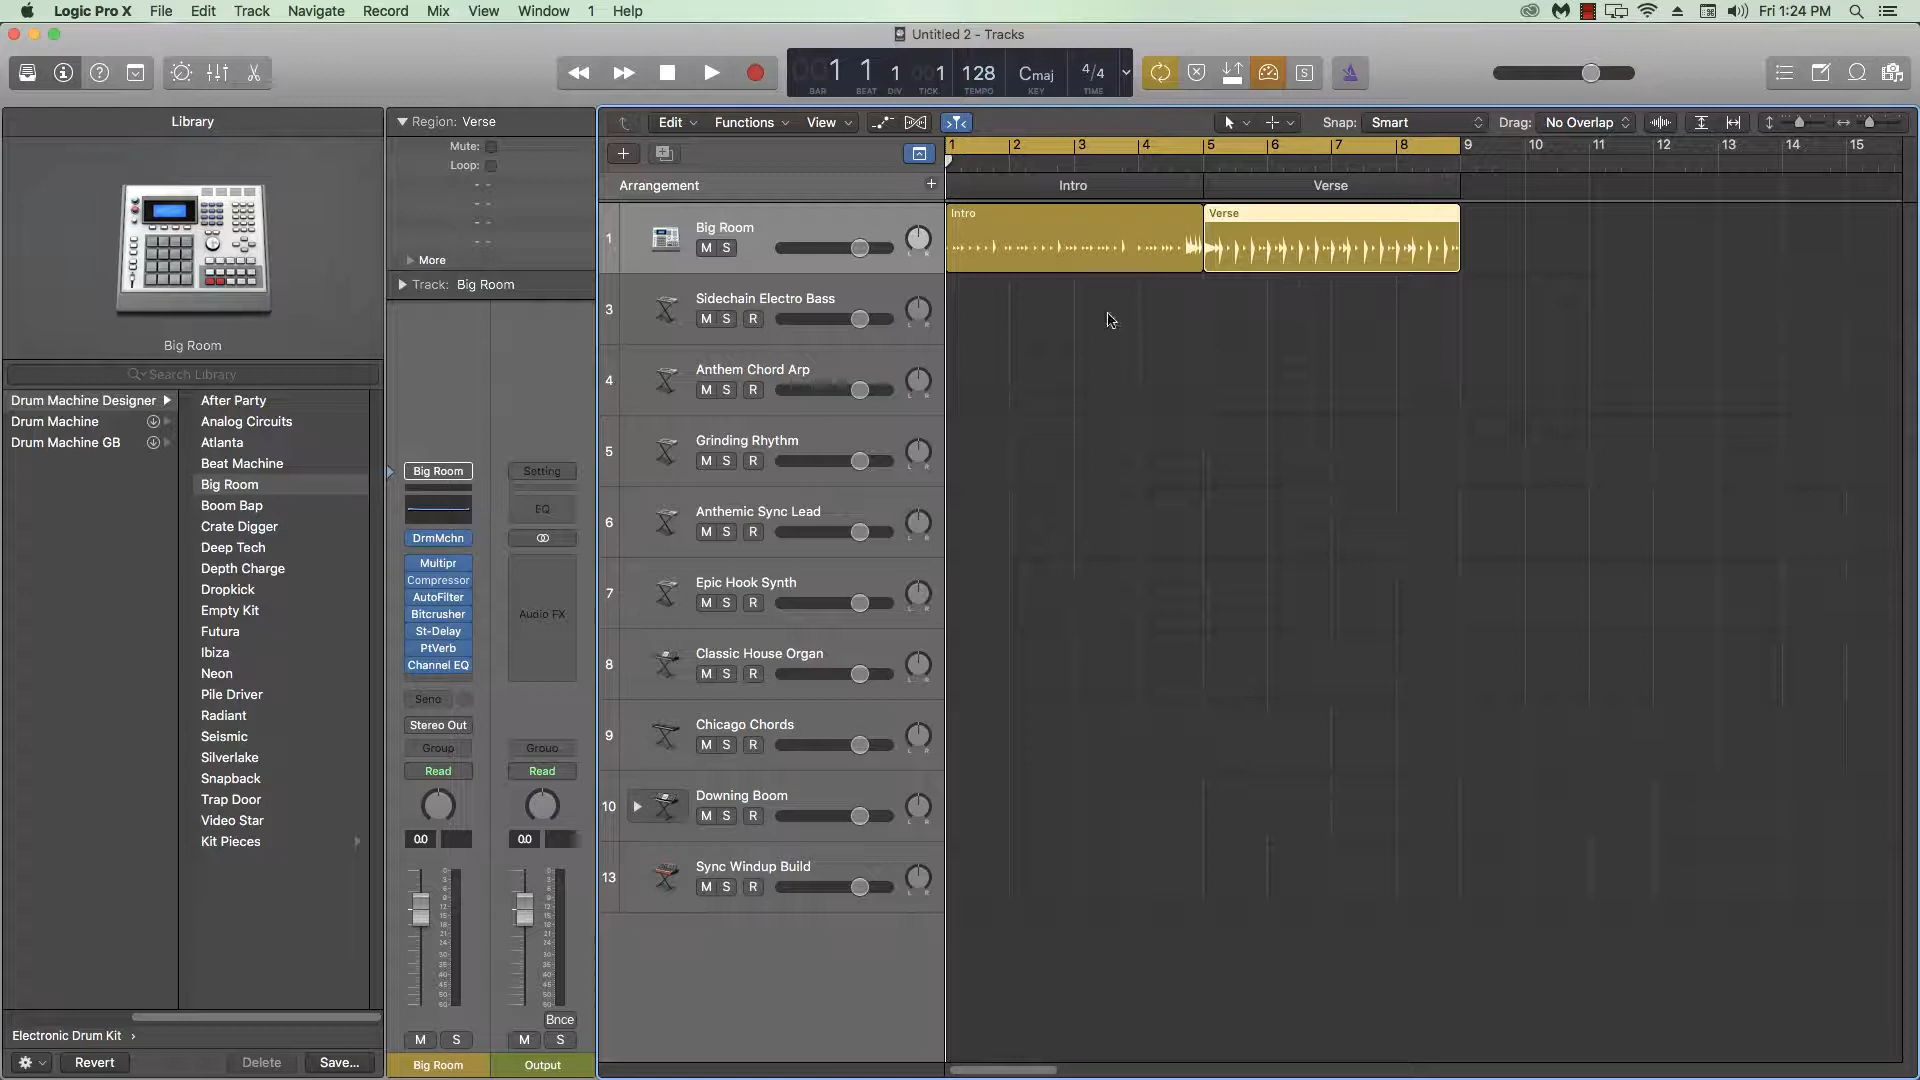 Logic Pro X File Edit Track Navigate Record Mix View Window 1 Help Fri 1:24 PM
Untitled 2 - Tracks
1 1 1 1 128 Cmaj 4/4
BAR BEAT DIV TICK TEMPO KEY TIME
S
Library
Big Room
Search Library
Drum Machine Designer
Drum Machine
Drum Machine GB
After Party
Analog Circuits
Atlanta
Beat Machine
Big Room
Boom Bap
Crate Digger
Deep Tech
Depth Charge
Dropkick
Empty Kit
Futura
Ibiza
Neon
Pile Driver
Radiant
Seismic
Silverlake
Snapback
Trap Door
Video Star
Kit Pieces
Electronic Drum Kit
Revert Delete Save...
Region: Verse
Mute:
Loop:
More
Track: Big Room
Big Room Setting
EQ
DrmMchn
Multipr
Compressor
AutoFilter
Bitcrusher
St-Delay
PtVerb
Channel EQ
Audio FX
Send
Stereo Out
Group Group
Read Read
0.0 0.0
Bnce
M S M S
Big Room Output
Edit Functions View Snap: Smart Drag: No Overlap
1 2 3 4 5 6 7 8 9 10 11 12 13 14 15
Arrangement + Intro Verse
1 Big Room
M S
Intro Verse
3 Sidechain Electro Bass
M S R
4 Anthem Chord Arp
M S R
5 Grinding Rhythm
M S R
6 Anthemic Sync Lead
M S R
7 Epic Hook Synth
M S R
8 Classic House Organ
M S R
9 Chicago Chords
M S R
10 Downing Boom
M S R
13 Sync Windup Build
M S R